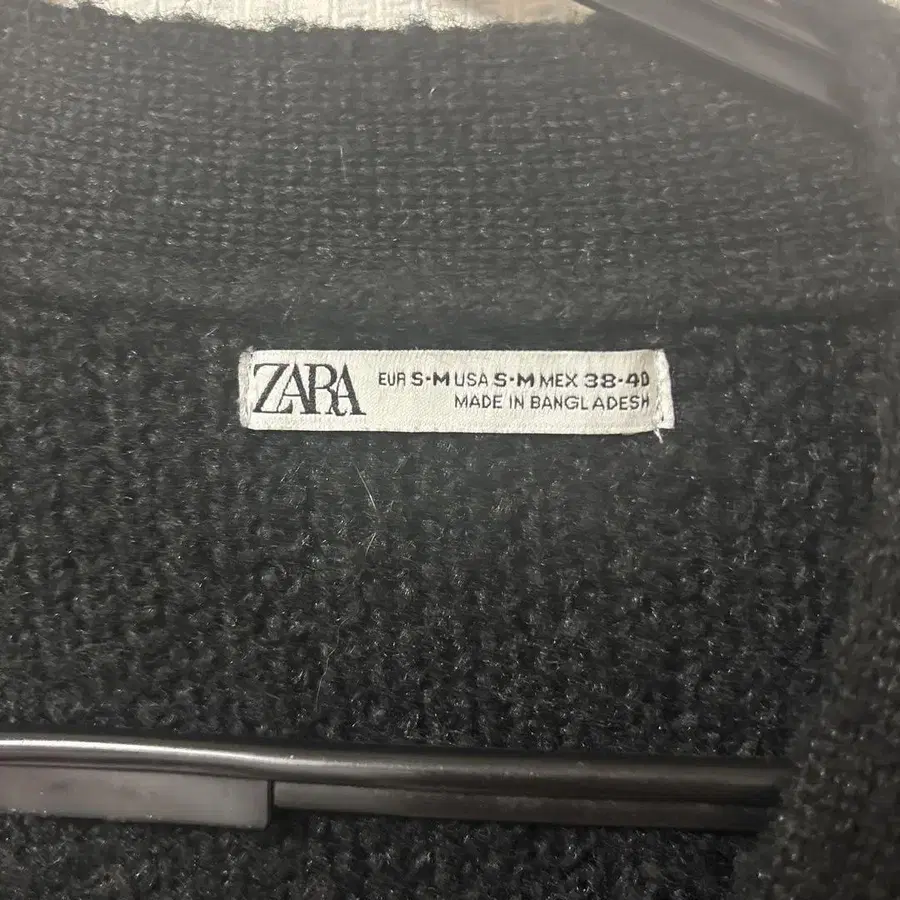 ZARA
EUR S-M USA S-M MEX 38-40
MADE IN BANGLADESH